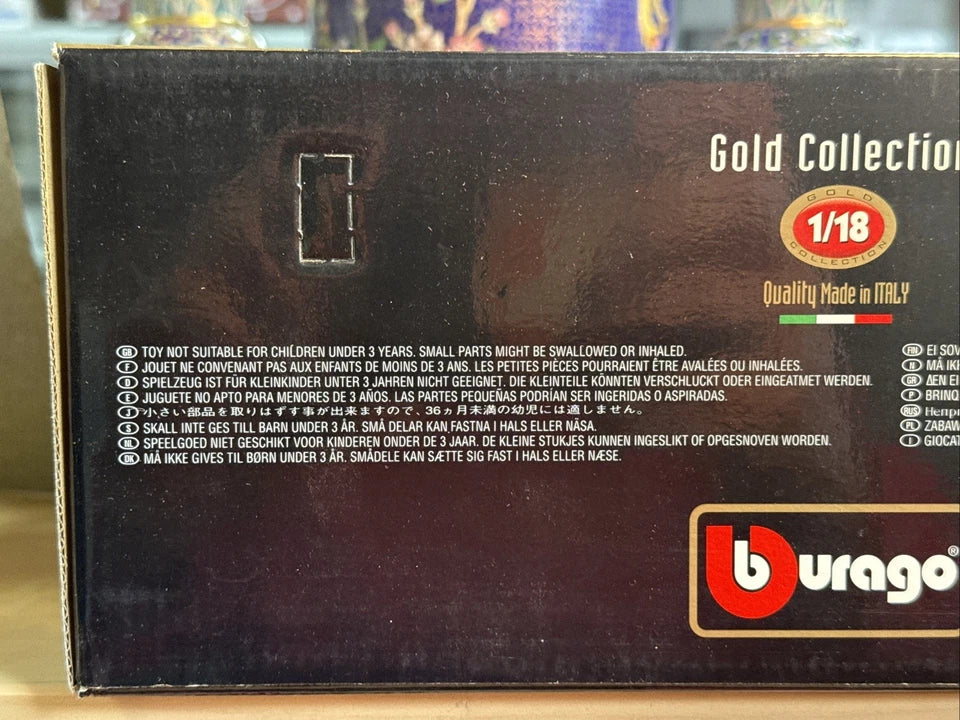 Gold Collection
GOLD
1/18
COLLECTION
Quality Made in ITALY
GB TOY NOT SUITABLE FOR CHILDREN UNDER 3 YEARS. SMALL PARTS MIGHT BE SWALLOWED OR INHALED.
F JOUET NE CONVENANT PAS AUX ENFANTS DE MOINS DE 3 ANS. LES PETITES PIÈCES POURRAIENT ÊTRE AVALÉES OU INHALÉES.
D SPIELZEUG IST FÜR KLEINKINDER UNTER 3 JAHREN NICHT GEEIGNET. DIE KLEINTEILE KÖNNTEN VERSCHLUCKT ODER EINGEATMET WERDEN.
E JUGUETE NO APTO PARA MENORES DE 3 AÑOS. LAS PARTES PEQUEÑAS PODRÍAN SER INGERIDAS O ASPIRADAS.
J 小さい部品を取りはずす事が出来ますので、36ヵ月未満の幼児には適しません。
S SKALL INTE GES TILL BARN UNDER 3 ÅR. SMÅ DELAR KAN FASTNA I HALS ELLER NÄSA.
NL SPEELGOED NIET GESCHIKT VOOR KINDEREN ONDER DE 3 JAAR. DE KLEINE STUKJES KUNNEN INGESLIKT OF OPGESNOVEN WORDEN.
DK MÅ IKKE GIVES TIL BØRN UNDER 3 ÅR. SMÅDELE KAN SÆTTE SIG FAST I HALS ELLER NÆSE.
FIN EI SOV
N MÅ IK
GR ΔΕΝ ΕΙ
P BRINQ
RUS Непр
PL ZABAW
I GIOCAT
burago®